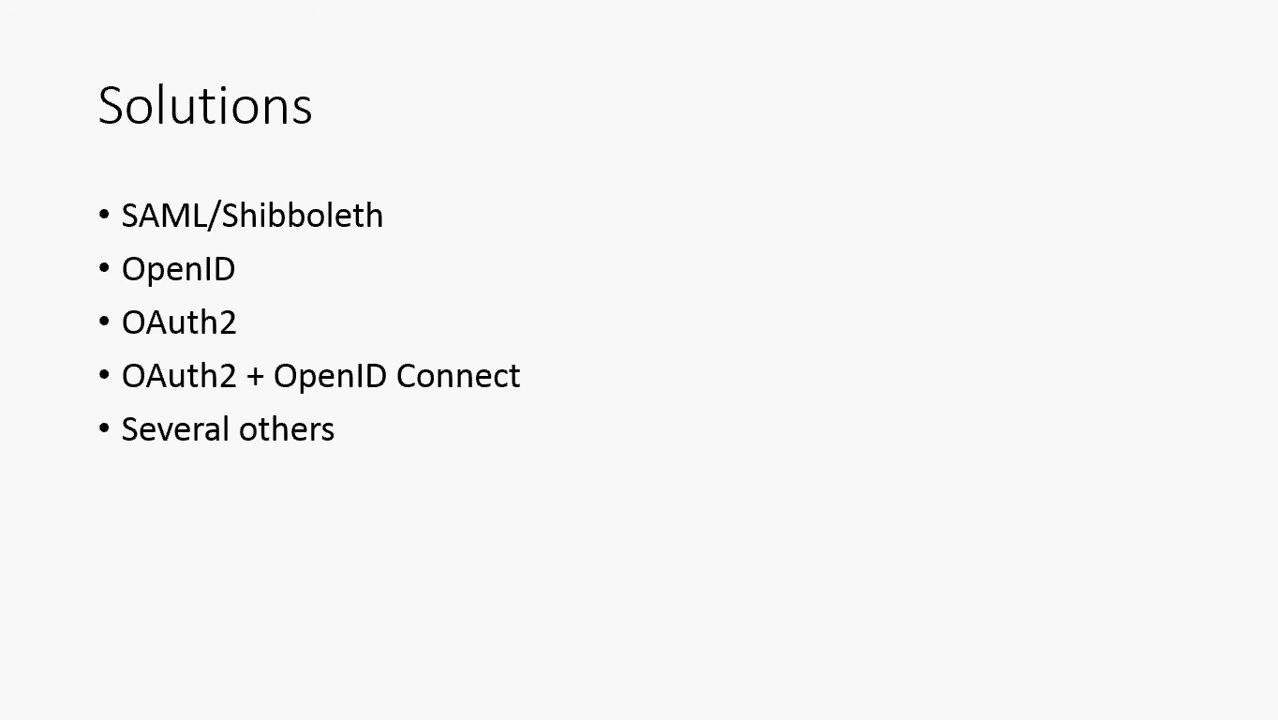 Solutions
• SAML/Shibboleth
• OpenID
• OAuth2
• OAuth2 + OpenID Connect
• Several others